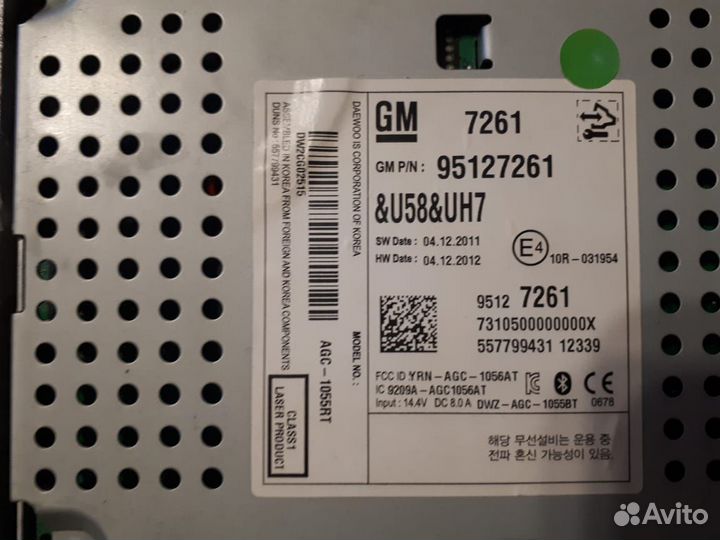 GM 7261
GM P/N: 95127261
&U58&UH7
SW Date : 04.12.2011
HW Date : 04.12.2012
E4
10R-031954
9512 7261
7310500000000X
557799431 12339
FCC ID:YRN-AGC-1056AT
IC 9209A-AGC1056AT
Input : 14.4V DC 8.0 A DWZ-AGC-1055BT
0678
해당 무선설비는 운용 중
전파 혼신 가능성이 있음.
DAEWOO IS CORPORATION OF KOREA
MODEL NO.:
AGC-1055RT
DW2CG02515
ASSEMBLED IN KOREA FROM FOREIGN AND KOREA COMPONENTS
DUNS No : 557799431
CLASS1
LASER PRODUCT
Avito